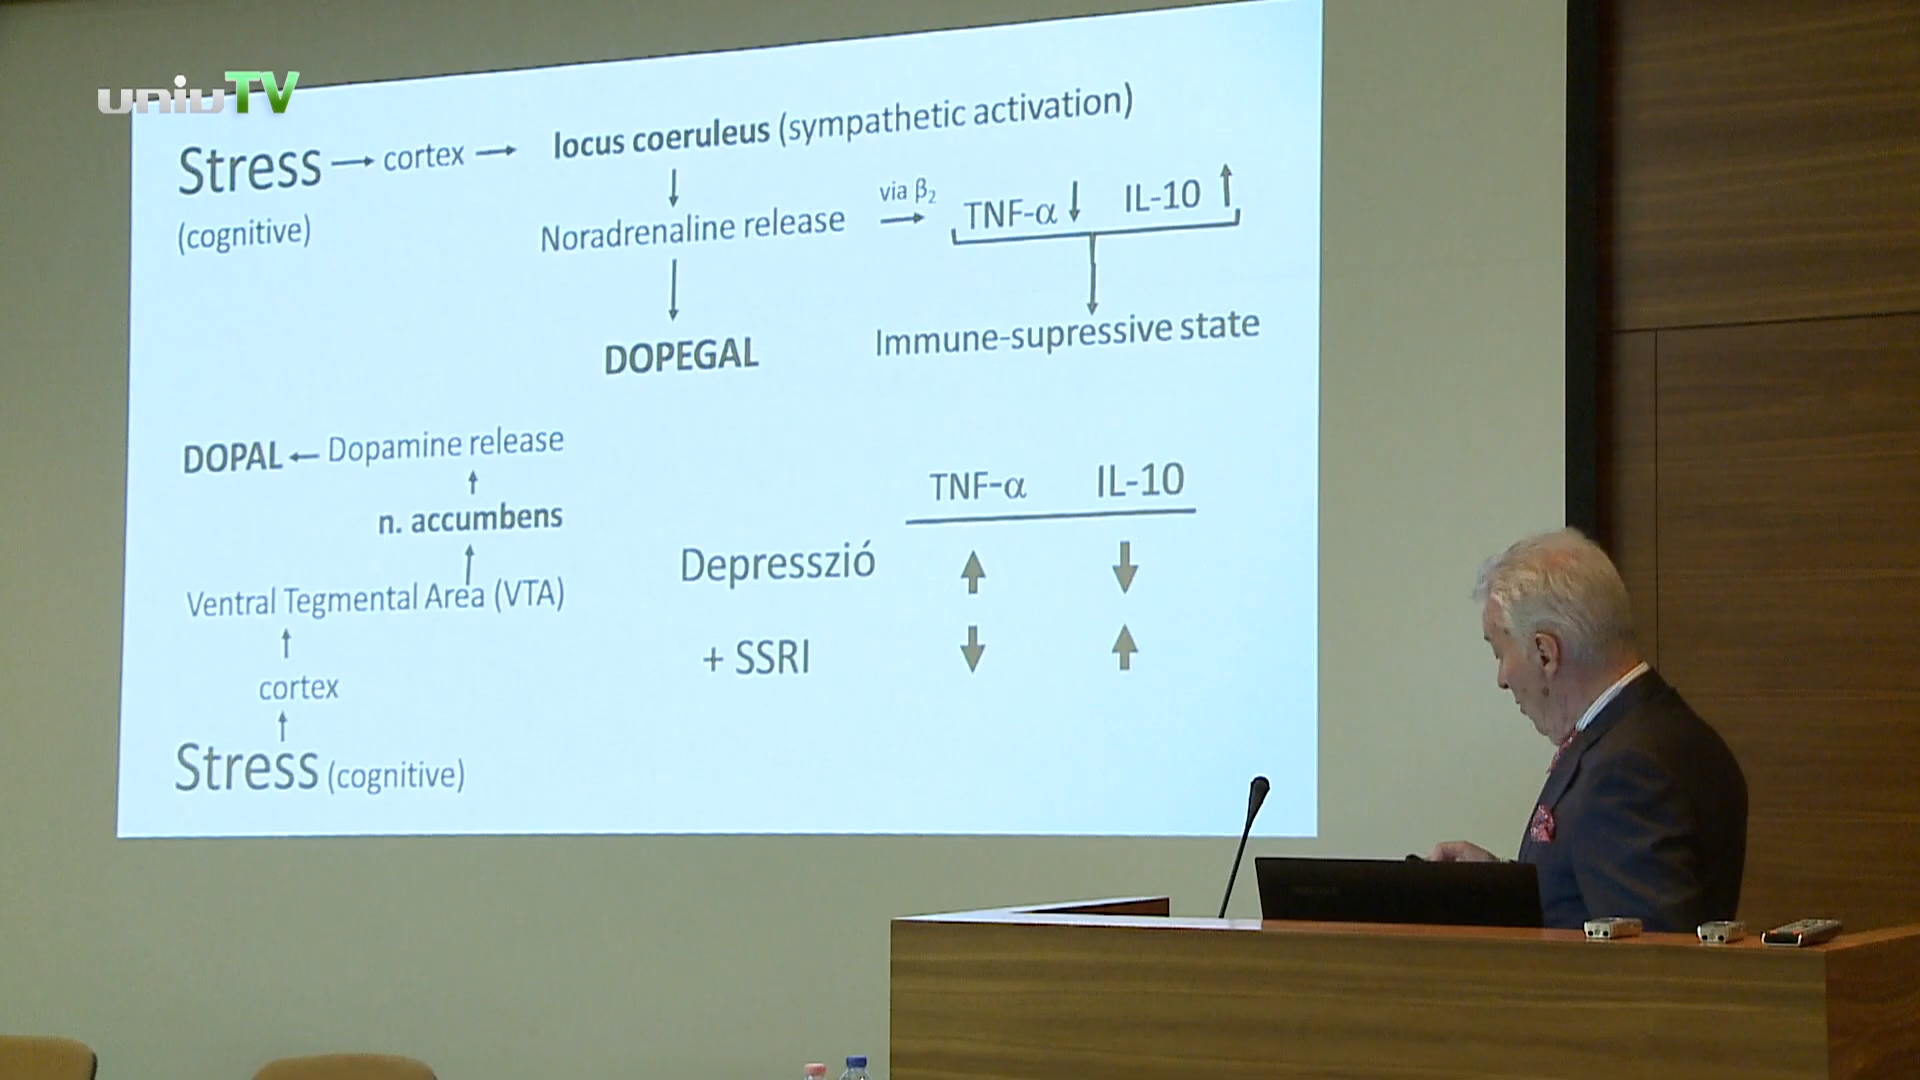 univTV
Stress → cortex → locus coeruleus (sympathetic activation)
(cognitive)
↓
Noradrenaline release via β₂ → TNF-α ↓ IL-10 ↑
↓
DOPEGAL
Immune-supressive state
DOPAL ← Dopamine release
↑
n. accumbens
↑
Ventral Tegmental Area (VTA)
↑
cortex
↑
Stress (cognitive)
TNF-α IL-10
Depresszió ↑ ↓
+ SSRI ↓ ↑